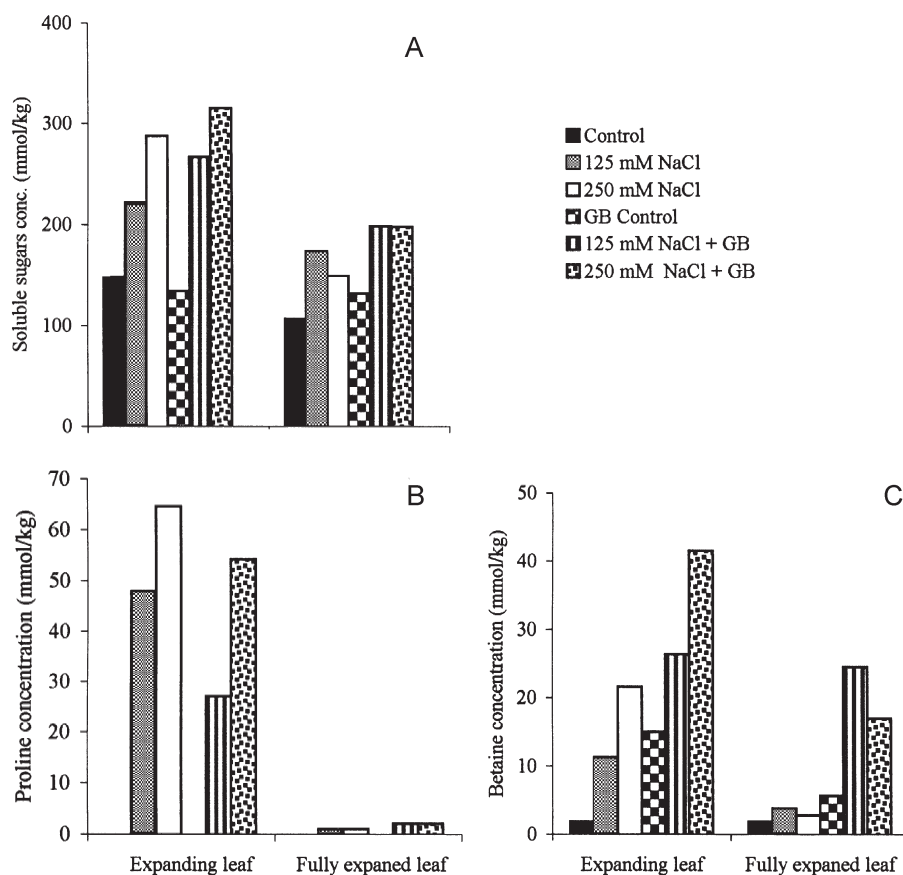 A
400
300
200
100
0
Soluble sugars conc. (mmol/kg)
Control
125 mM NaCl
250 mM NaCl
GB Control
125 mM NaCl + GB
250 mM NaCl + GB
B
70
60
50
40
30
20
10
0
Proline concentration (mmol/kg)
Expanding leaf
Fully expaned leaf
C
50
40
30
20
10
0
Betaine concentration (mmol/kg)
Expanding leaf
Fully expaned leaf